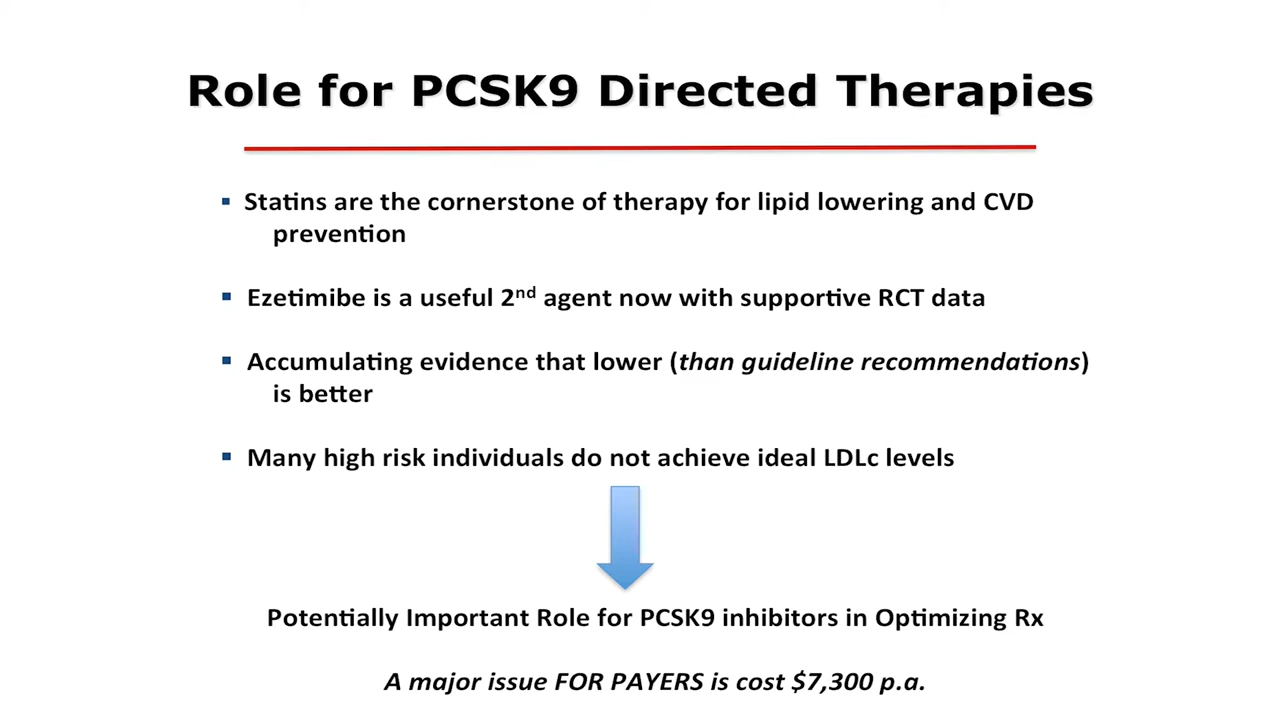 Role for PCSK9 Directed Therapies
▪ Statins are the cornerstone of therapy for lipid lowering and CVD
prevention
▪ Ezetimibe is a useful 2nd agent now with supportive RCT data
▪ Accumulating evidence that lower (than guideline recommendations)
is better
▪ Many high risk individuals do not achieve ideal LDLc levels
Potentially Important Role for PCSK9 inhibitors in Optimizing Rx
A major issue FOR PAYERS is cost $7,300 p.a.